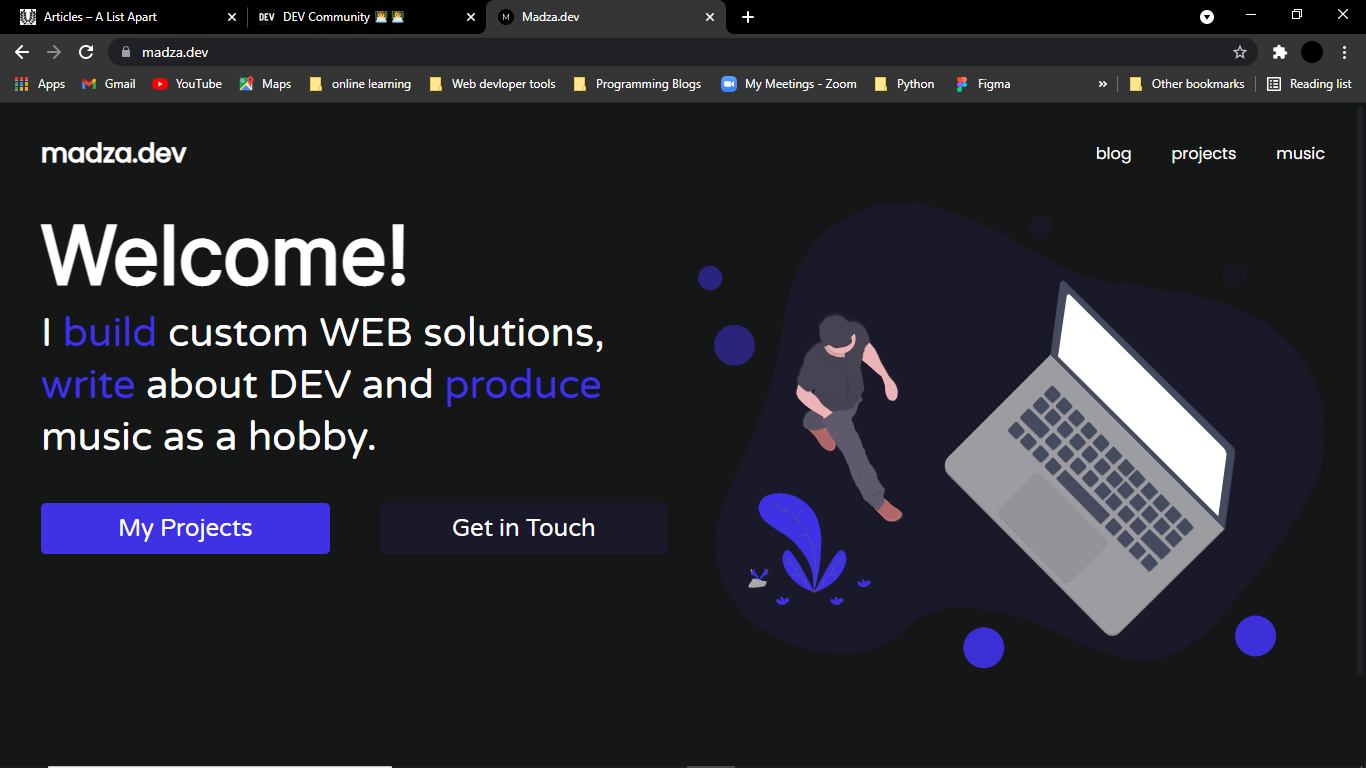 Articles – A List Apart
DEV
DEV Community 👩‍💻 👨‍💻
M
Madza.dev
madza.dev
Apps
Gmail
YouTube
Maps
online learning
Web devloper tools
Programming Blogs
My Meetings - Zoom
Python
Figma
»
Other bookmarks
Reading list
madza.dev
blog
projects
music
Welcome!
I build custom WEB solutions,
write about DEV and produce
music as a hobby.
My Projects
Get in Touch